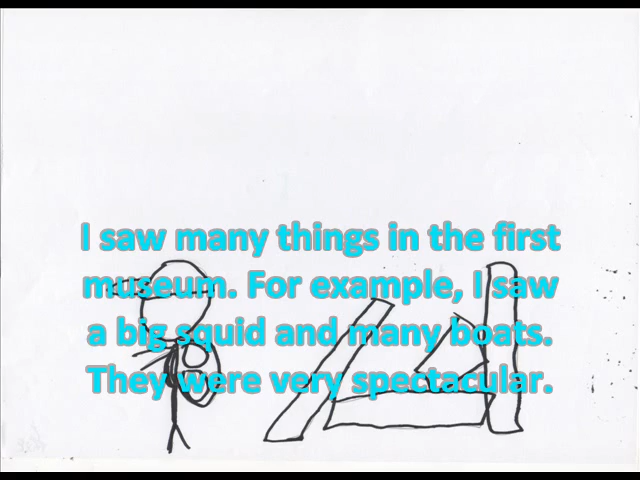 I saw many things in the first
museum. For example, I saw
a big squid and many boats.
They were very spectacular.